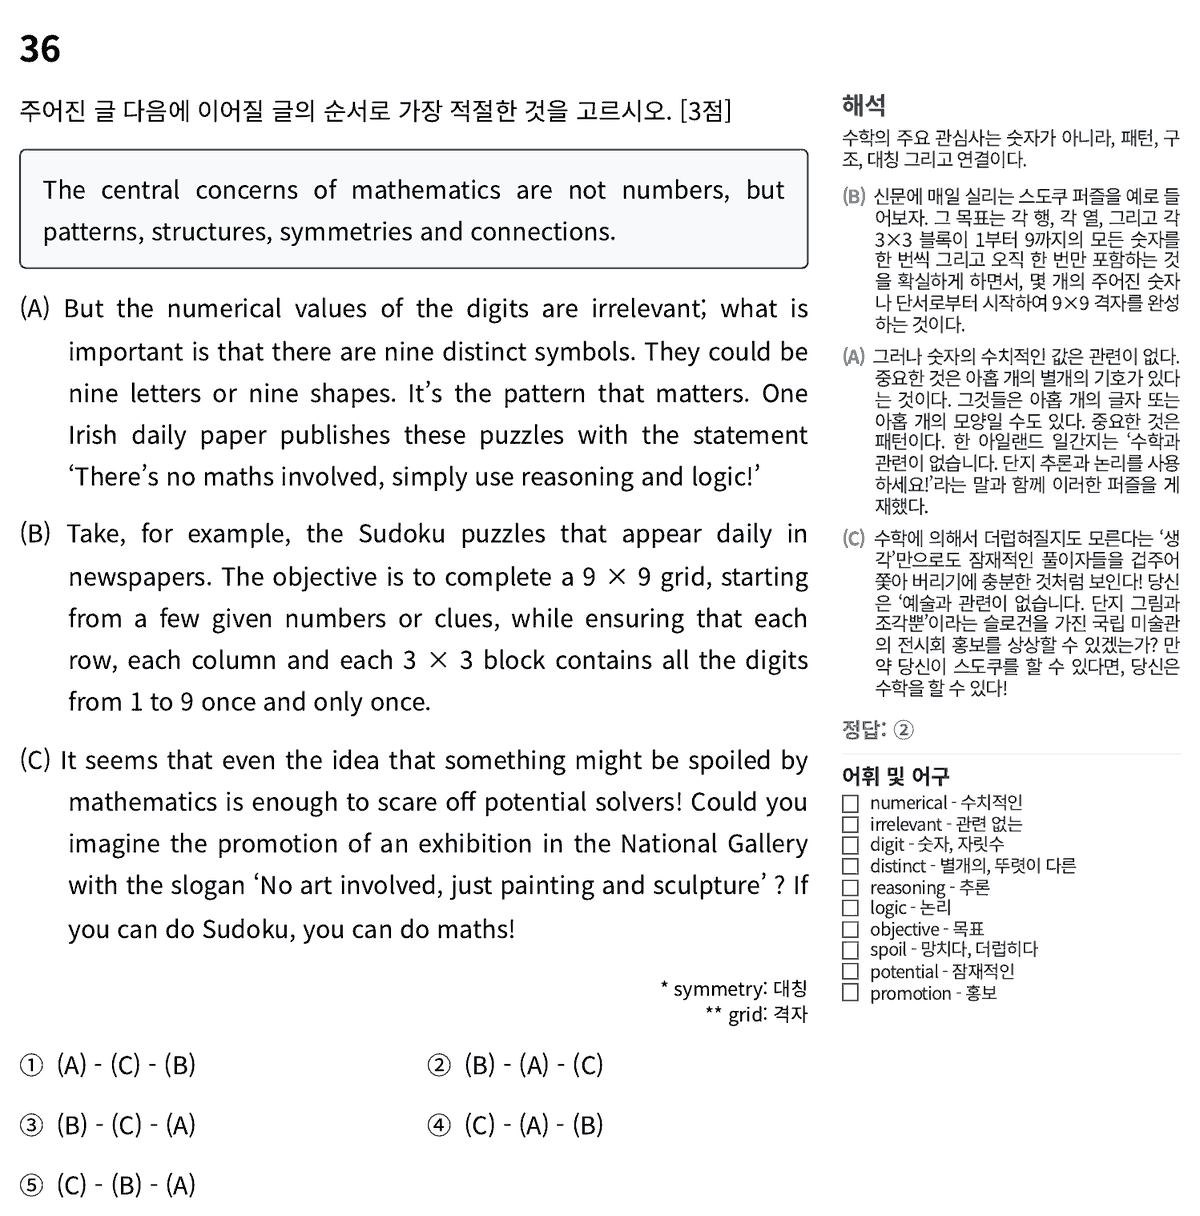 36
주어진 글 다음에 이어질 글의 순서로 가장 적절한 것을 고르시오. [3점]
The central concerns of mathematics are not numbers, but
patterns, structures, symmetries and connections.
(A) But the numerical values of the digits are irrelevant; what is
important is that there are nine distinct symbols. They could be
nine letters or nine shapes. It’s the pattern that matters. One
Irish daily paper publishes these puzzles with the statement
‘There’s no maths involved, simply use reasoning and logic!’
(B) Take, for example, the Sudoku puzzles that appear daily in
newspapers. The objective is to complete a 9 × 9 grid, starting
from a few given numbers or clues, while ensuring that each
row, each column and each 3 × 3 block contains all the digits
from 1 to 9 once and only once.
(C) It seems that even the idea that something might be spoiled by
mathematics is enough to scare off potential solvers! Could you
imagine the promotion of an exhibition in the National Gallery
with the slogan ‘No art involved, just painting and sculpture’ ? If
you can do Sudoku, you can do maths!
* symmetry: 대칭
** grid: 격자
① (A) - (C) - (B)
② (B) - (A) - (C)
③ (B) - (C) - (A)
④ (C) - (A) - (B)
⑤ (C) - (B) - (A)
해석
수학의 주요 관심사는 숫자가 아니라, 패턴, 구
조, 대칭 그리고 연결이다.
(B) 신문에 매일 실리는 스도쿠 퍼즐을 예로 들
어보자. 그 목표는 각 행, 각 열, 그리고 각
3×3 블록이 1부터 9까지의 모든 숫자를
한 번씩 그리고 오직 한 번만 포함하는 것
을 확실하게 하면서, 몇 개의 주어진 숫자
나 단서로부터 시작하여 9×9 격자를 완성
하는 것이다.
(A) 그러나 숫자의 수치적인 값은 관련이 없다.
중요한 것은 아홉 개의 별개의 기호가 있다
는 것이다. 그것들은 아홉 개의 글자 또는
아홉 개의 모양일 수도 있다. 중요한 것은
패턴이다. 한 아일랜드 일간지는 ‘수학과
관련이 없습니다. 단지 추론과 논리를 사용
하세요!’라는 말과 함께 이러한 퍼즐을 게
재했다.
(C) 수학에 의해서 더럽혀질지도 모른다는 ‘생
각’만으로도 잠재적인 풀이자들을 겁주어
쫓아 버리기에 충분한 것처럼 보인다! 당신
은 ‘예술과 관련이 없습니다. 단지 그림과
조각뿐’이라는 슬로건을 가진 국립 미술관
의 전시회 홍보를 상상할 수 있겠는가? 만
약 당신이 스도쿠를 할 수 있다면, 당신은
수학을 할 수 있다!
정답: ②
어휘 및 어구
numerical - 수치적인
irrelevant - 관련 없는
digit - 숫자, 자릿수
distinct - 별개의, 뚜렷이 다른
reasoning - 추론
logic - 논리
objective - 목표
spoil - 망치다, 더럽히다
potential - 잠재적인
promotion - 홍보